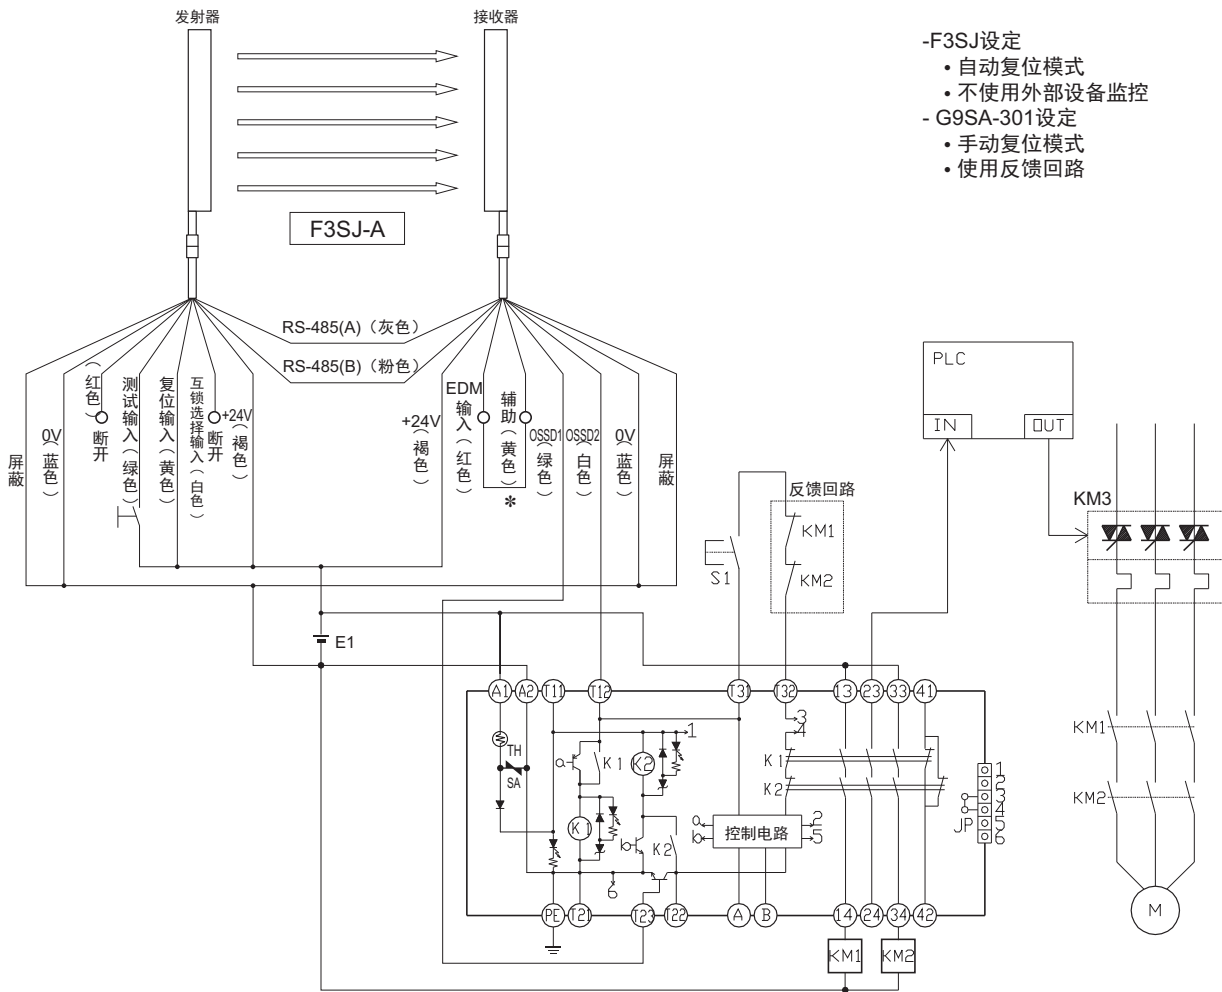 发射器
接收器
-F3SJ设定
• 自动复位模式
• 不使用外部设备监控
- G9SA-301设定
• 手动复位模式
• 使用反馈回路
F3SJ-A
RS-485(A)（灰色）
RS-485(B)（粉色）
屏蔽
0V（蓝色）
（红色）
断开
测试输入（绿色）
复位输入（黄色）
互锁选择输入（白色）
断开
+24V（褐色）
+24V（褐色）
EDM输入（红色）
辅助（黄色）
*
OSSD1（绿色）
OSSD2（白色）
0V（蓝色）
屏蔽
PLC
IN
OUT
反馈回路
KM1
KM2
S1
KM3
E1
A1
A2
T11
T12
T31
T32
13
23
33
41
TH
SA
a
K1
K2
1
3
4
K1
K2
K1
b
K2
a
b
控制电路
2
5
6
JP
1
2
3
4
5
6
PE
T21
T23
T22
A
B
14
24
34
42
KM1
KM2
KM1
KM2
M